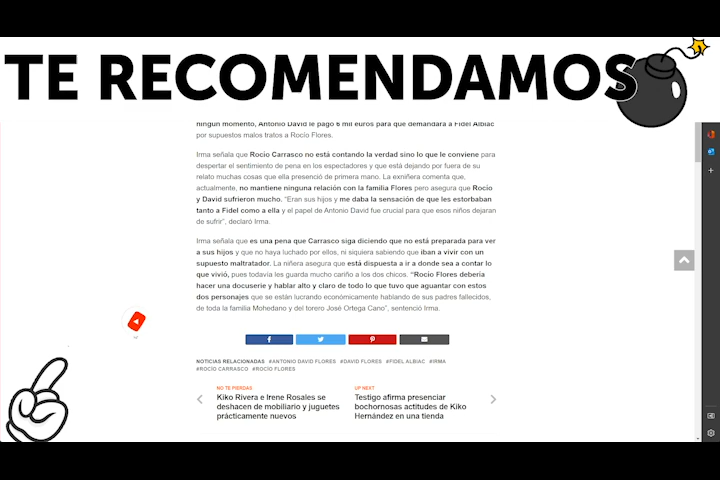 TE RECOMENDAMOS
ningún momento, Antonio David le pagó 6 mil euros para que demandara a Fidel Albiac
por supuestos malos tratos a Rocío Flores.
Irma señala que Rocío Carrasco no está contando la verdad sino lo que le conviene para
despertar el sentimiento de pena en los espectadores y que está dejando por fuera de su
relato muchas cosas que ella presenció de primera mano. La exniñera comenta que,
actualmente, no mantiene ninguna relación con la familia Flores pero asegura que Rocío
y David sufrieron mucho. “Eran sus hijos y me daba la sensación de que les estorbaban
tanto a Fidel como a ella y el papel de Antonio David fue crucial para que esos niños dejaran
de sufrir”, declaró Irma.
Irma señala que es una pena que Carrasco siga diciendo que no está preparada para ver
a sus hijos y que no haya luchado por ellos, ni siquiera sabiendo que iban a vivir con un
supuesto maltratador. La niñera asegura que está dispuesta a ir a donde sea a contar lo
que vivió, pues todavía les guarda mucho cariño a los dos chicos. “Rocío Flores debería
hacer una docuserie y hablar alto y claro de todo lo que tuvo que aguantar con estos
dos personajes que se están lucrando económicamente hablando de sus padres fallecidos,
de toda la familia Mohedano y del torero José Ortega Cano”, sentenció Irma.
NOTICIAS RELACIONADAS #ANTONIO DAVID FLORES #DAVID FLORES #FIDEL ALBIAC #IRMA
#ROCÍO CARRASCO #ROCÍO FLORES
NO TE PIERDAS
Kiko Rivera e Irene Rosales se
deshacen de mobiliario y juguetes
prácticamente nuevos
UP NEXT
Testigo afirma presenciar
bochornosas actitudes de Kiko
Hernández en una tienda